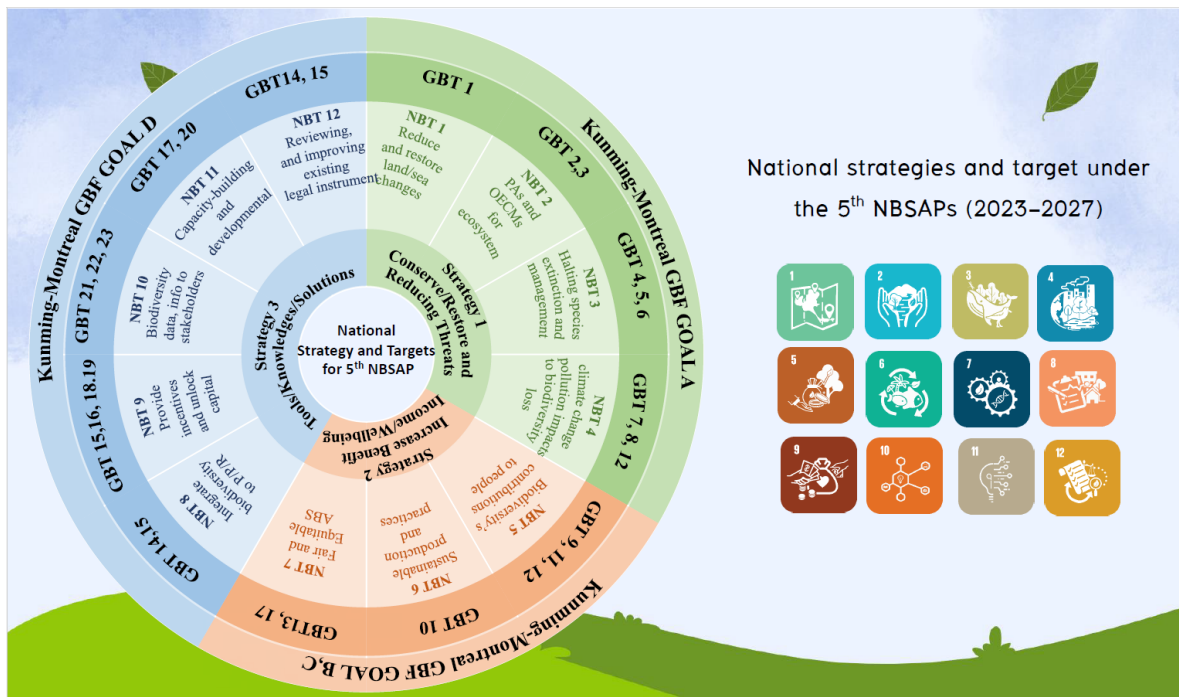 National strategies and target under
the 5th NBSAPs (2023–2027)
1
2
3
4
5
6
7
8
9
10
11
12
National
Strategy and Targets
for 5th NBSAP
Kunming-Montreal GBF GOAL A
GBT 1
GBT 2,3
GBT 4, 5, 6
GBT 7, 8, 12
Strategy 1
Conserve/Restore and
Reducing Threats
NBT 1
Reduce
and restore
land/sea
changes
NBT 2
PAs and
OECMs
for
ecosystem
NBT 3
Halting species
extinction and
management
NBT 4
climate change
pollution impacts
to biodiversity
loss
Kunming-Montreal GBF GOAL B,C
GBT 9, 11, 12
GBT 10
GBT13, 17
Strategy 2
Increase Benefit
Income/Wellbeing
NBT 5
Biodiversity's
contributions
to people
NBT 6
Sustainable
production
and
practices
NBT 7
Fair and
Equitable
ABS
Kunming-Montreal GBF GOAL D
GBT 14,15
GBT 15,16, 18.19
GBT 21, 22, 23
GBT 17, 20
GBT14, 15
Strategy 3
Tools/Knowledges/Solutions
NBT 8
Integrate
biodiversity
to P/P/R
NBT 9
Provide
incentives
and unlock
capital
NBT 10
Biodiversity
data, info to
stakeholders
NBT 11
Capacity-building
and
developmental
NBT 12
Reviewing,
and improving
existing
legal instrument